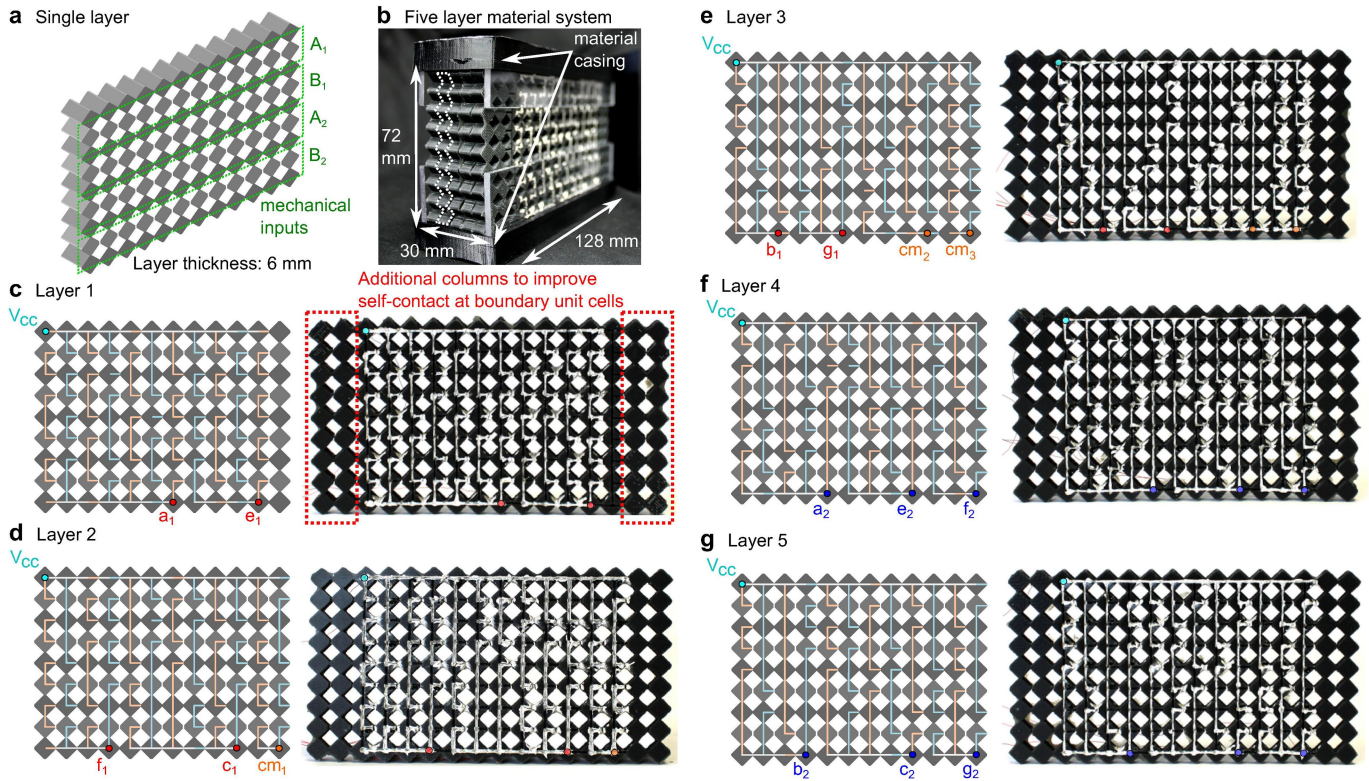 a Single layer
A1
B1
A2
B2
mechanical
inputs
Layer thickness: 6 mm
b Five layer material system
material
casing
72
mm
30 mm
128 mm
c Layer 1
Additional columns to improve
self-contact at boundary unit cells
VCC
a1
e1
d Layer 2
VCC
f1
c1
cm1
e Layer 3
VCC
b1
g1
cm2
cm3
f Layer 4
VCC
a2
e2
f2
g Layer 5
VCC
b2
c2
g2